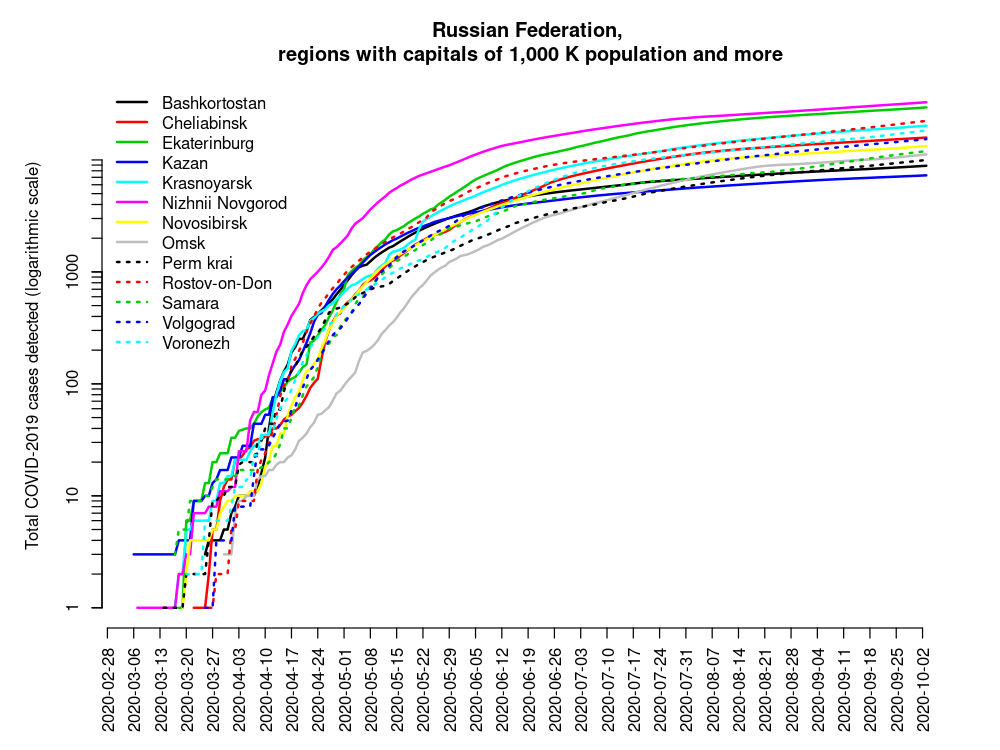 Russian Federation,
regions with capitals of 1,000 K population and more
Total COVID-2019 cases detected (logarithmic scale)
Bashkortostan
Cheliabinsk
Ekaterinburg
Kazan
Krasnoyarsk
Nizhnii Novgorod
Novosibirsk
Omsk
Perm krai
Rostov-on-Don
Samara
Volgograd
Voronezh
1000
100
10
1
2020-02-28
2020-03-06
2020-03-13
2020-03-20
2020-03-27
2020-04-03
2020-04-10
2020-04-17
2020-04-24
2020-05-01
2020-05-08
2020-05-15
2020-05-22
2020-05-29
2020-06-05
2020-06-12
2020-06-19
2020-06-26
2020-07-03
2020-07-10
2020-07-17
2020-07-24
2020-07-31
2020-08-07
2020-08-14
2020-08-21
2020-08-28
2020-09-04
2020-09-11
2020-09-18
2020-09-25
2020-10-02